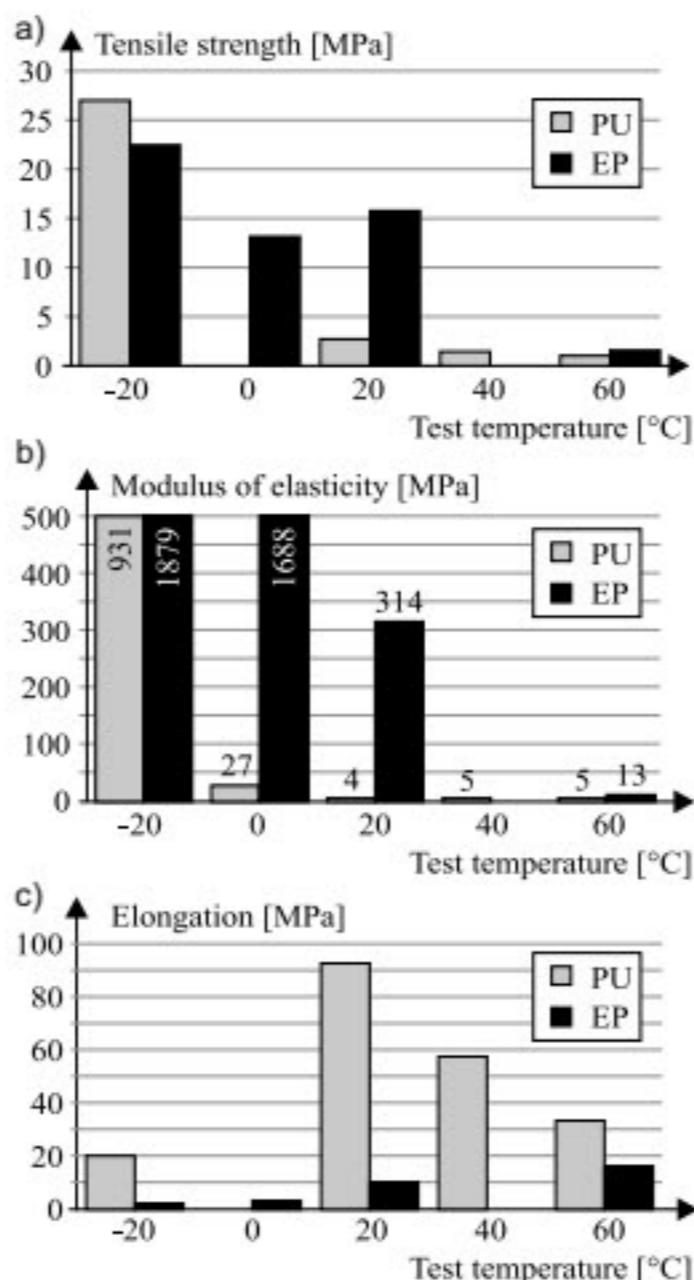 a)
Tensile strength [MPa]
30
25
20
15
10
5
0
PU
EP
-20 0 20 40 60
Test temperature [°C]
b)
Modulus of elasticity [MPa]
500
400
300
200
100
0
931
1879
27
1688
4
314
5
5
13
PU
EP
-20 0 20 40 60
Test temperature [°C]
c)
Elongation [MPa]
100
80
60
40
20
0
PU
EP
-20 0 20 40 60
Test temperature [°C]